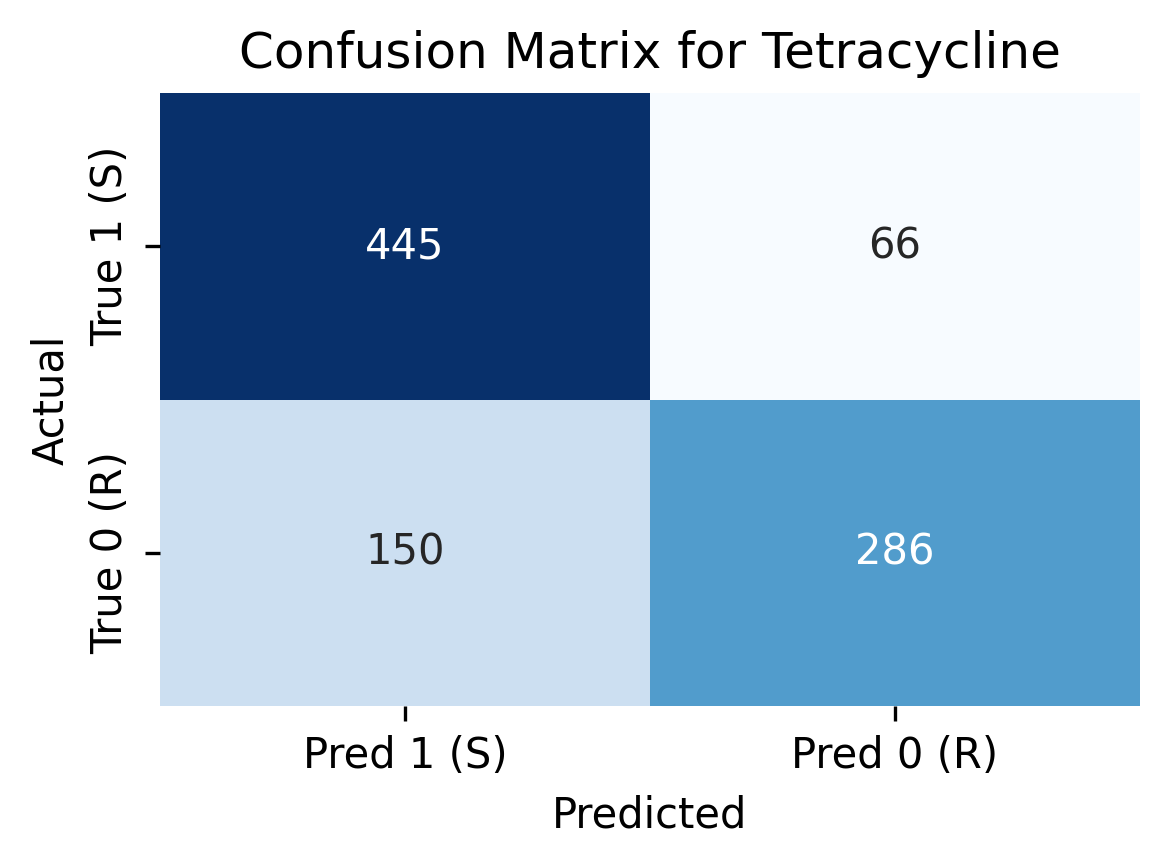 Confusion Matrix for Tetracycline
Actual
True 1 (S)
445
66
True 0 (R)
150
286
Pred 1 (S)
Pred 0 (R)
Predicted